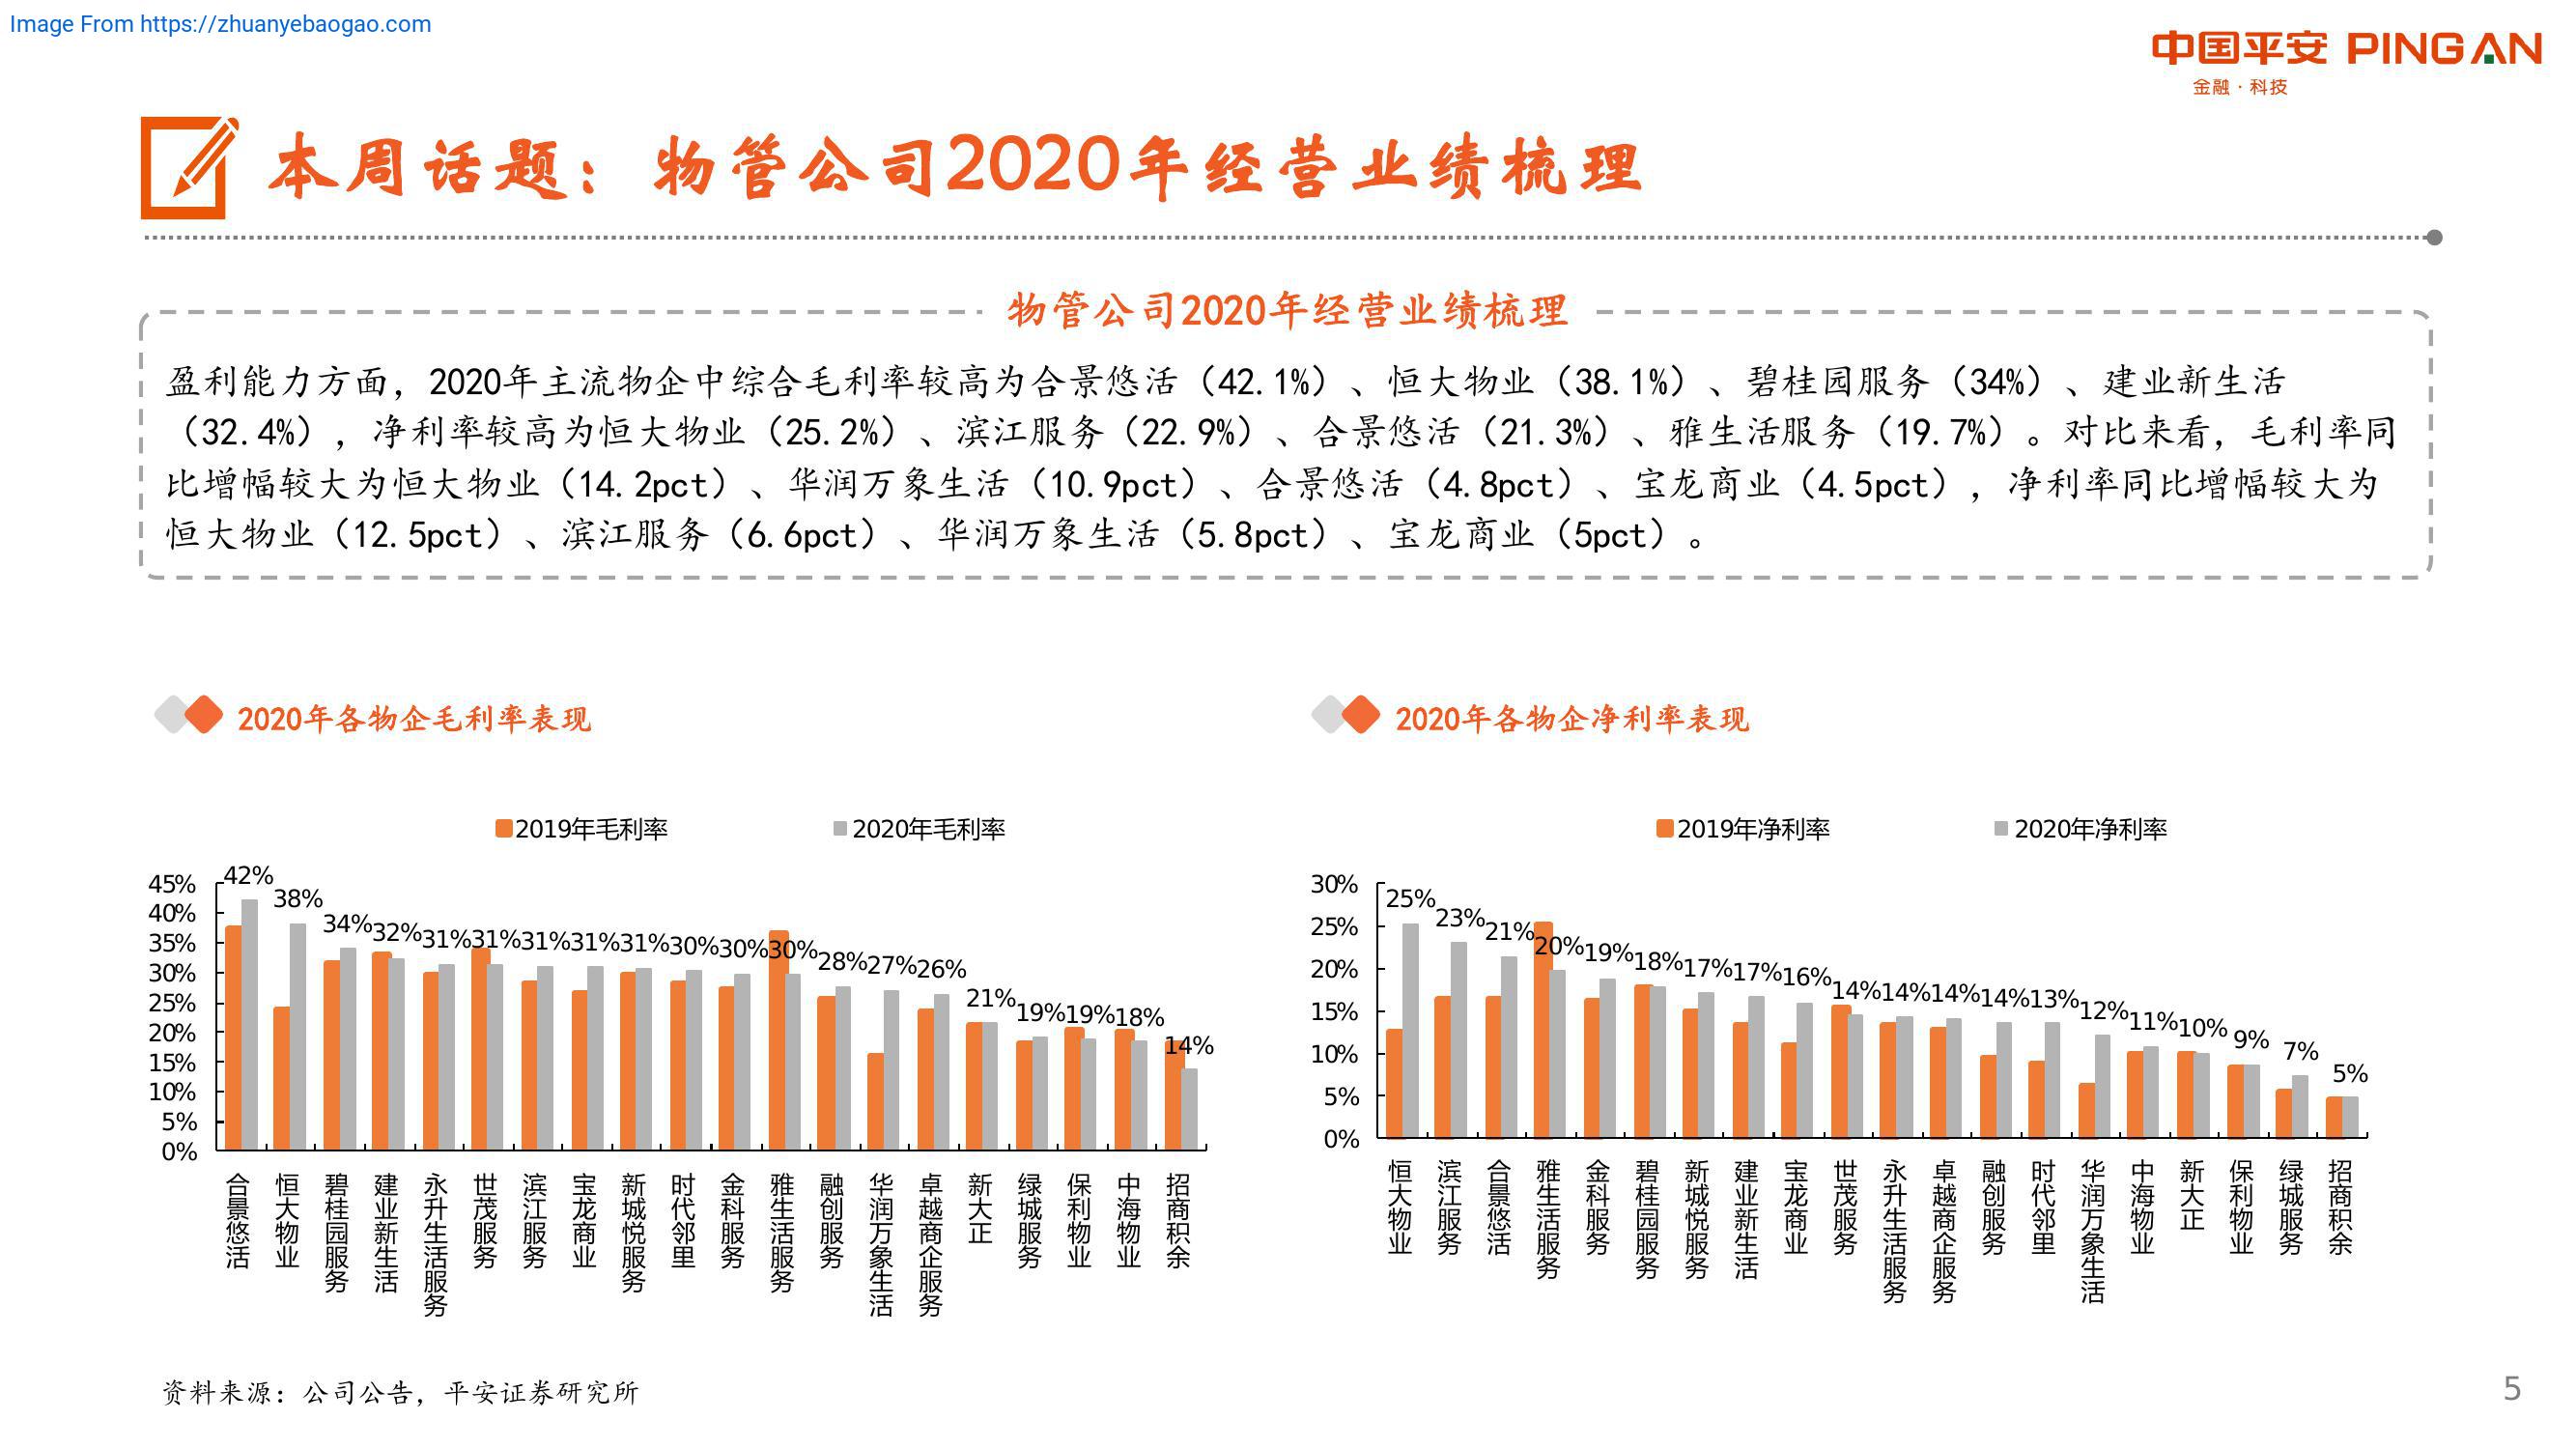 Image From https://zhuanyebaogao.com
中国平安 PINGAN
金融·科技
本周话题：物管公司2020年经营业绩梳理
物管公司2020年经营业绩梳理
盈利能力方面，2020年主流物企中综合毛利率较高为合景悠活（42.1%）、恒大物业（38.1%）、碧桂园服务（34%）、建业新生活
（32.4%），净利率较高为恒大物业（25.2%）、滨江服务（22.9%）、合景悠活（21.3%）、雅生活服务（19.7%）。对比来看，毛利率同
比增幅较大为恒大物业（14.2pct）、华润万象生活（10.9pct）、合景悠活（4.8pct）、宝龙商业（4.5pct），净利率同比增幅较大为
恒大物业（12.5pct）、滨江服务（6.6pct）、华润万象生活（5.8pct）、宝龙商业（5pct）。
2020年各物企毛利率表现
2019年毛利率 2020年毛利率
45%
40%
35%
30%
25%
20%
15%
10%
5%
0%
42% 38% 34% 32% 31% 31% 31% 31% 31% 30% 30% 30% 28% 27% 26% 21% 19% 19% 18% 14%
合景悠活
恒大物业
碧桂园服务
建业新生活
永升生活服务
世茂服务
滨江服务
宝龙商业
新城悦服务
时代邻里
金科服务
雅生活服务
融创服务
华润万象生活
卓越商企服务
新大正
绿城服务
保利物业
中海物业
招商积余
2020年各物企净利率表现
2019年净利率 2020年净利率
30%
25%
20%
15%
10%
5%
0%
25% 23% 21% 20% 19% 18% 17% 17% 16% 14% 14% 14% 14% 13% 12% 11% 10% 9% 7% 5%
恒大物业
滨江服务
合景悠活
雅生活服务
金科服务
碧桂园服务
新城悦服务
建业新生活
宝龙商业
世茂服务
永升生活服务
卓越商企服务
融创服务
时代邻里
华润万象生活
中海物业
新大正
保利物业
绿城服务
招商积余
资料来源：公司公告，平安证券研究所
5